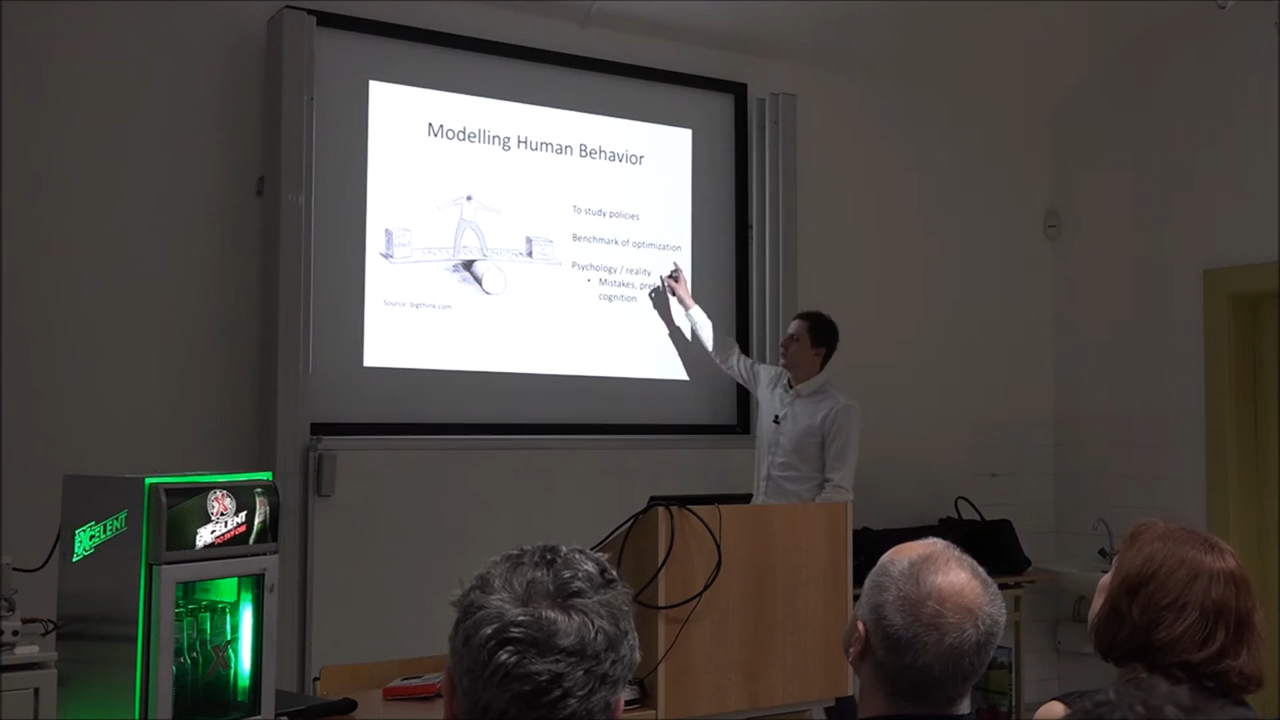 Modelling Human Behavior
To study policies
Benchmark of optimization
Psychology / reality
• Mistakes,
cognition
Source: bigthink.com
EXCELENT
EXCELENT